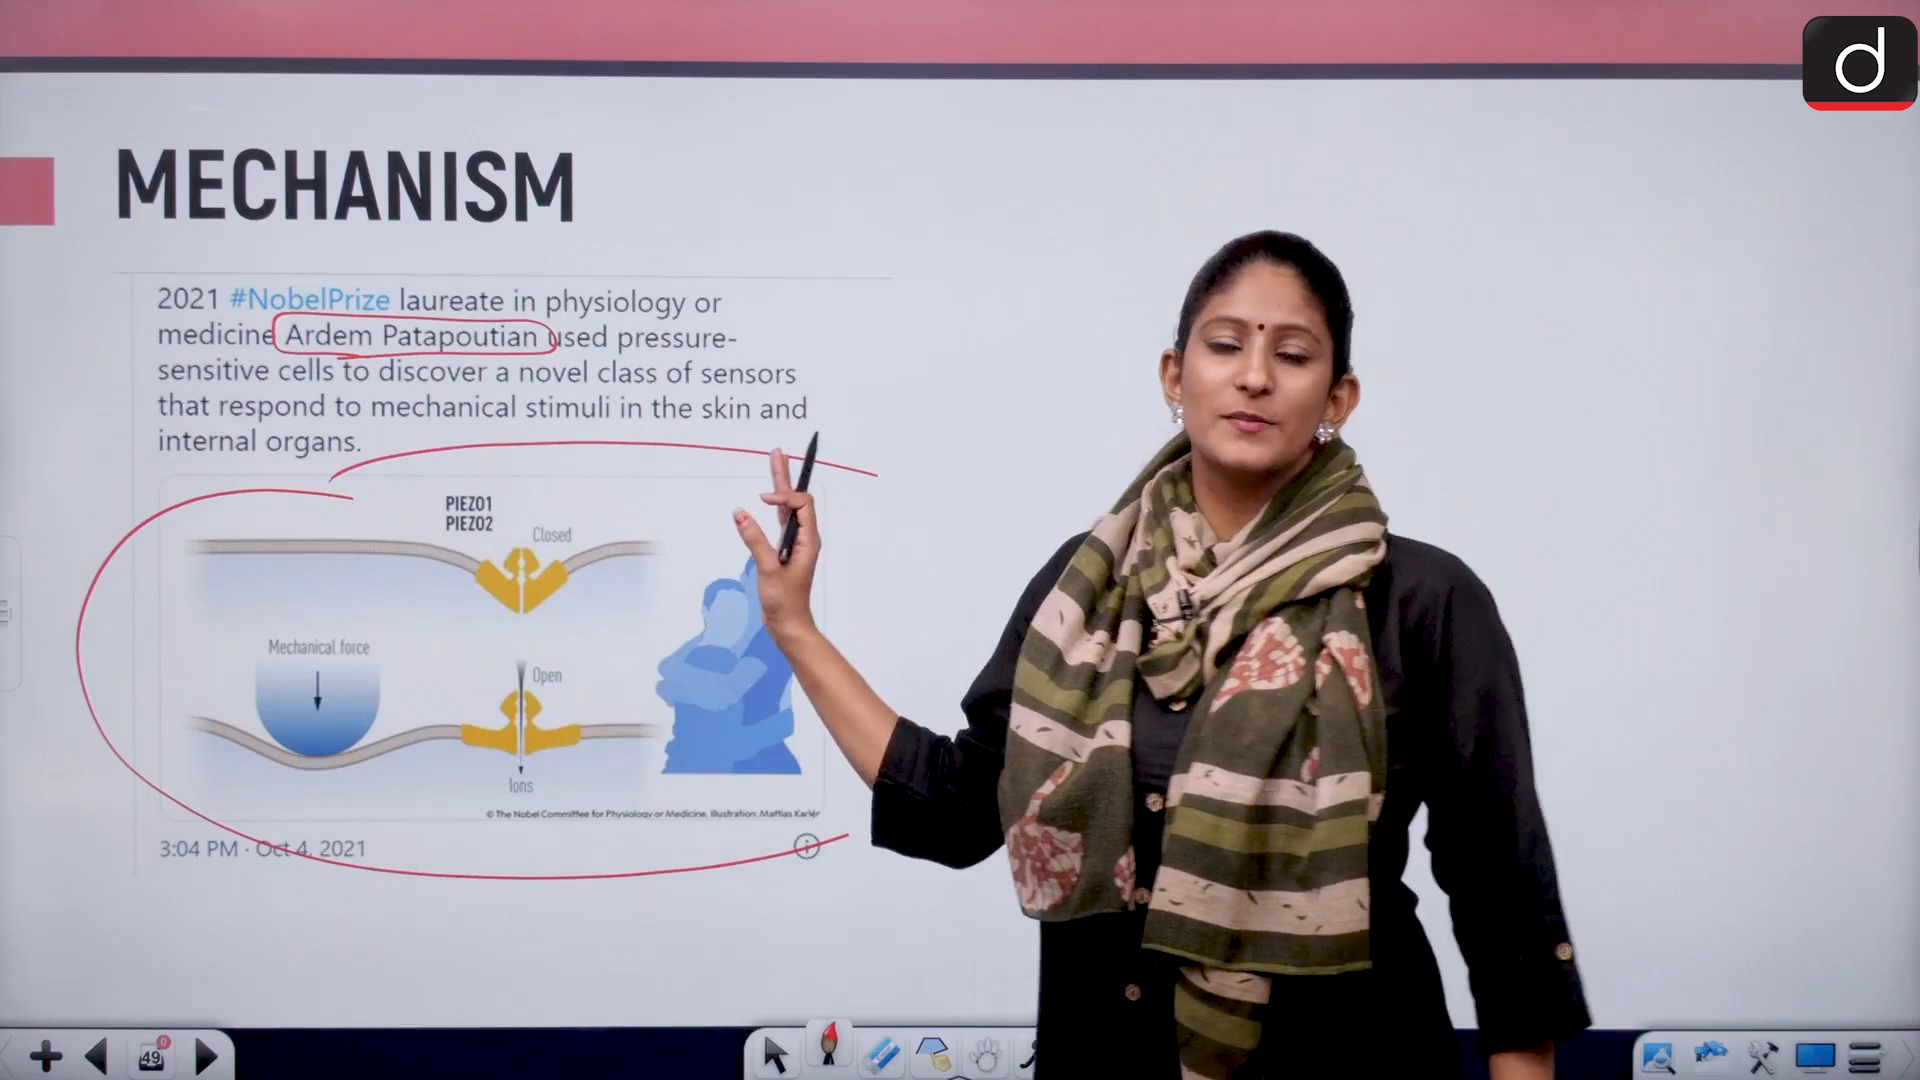 d
MECHANISM
2021 #NobelPrize laureate in physiology or
medicine Ardem Patapoutian used pressure-
sensitive cells to discover a novel class of sensors
that respond to mechanical stimuli in the skin and
internal organs.
PIEZO1
PIEZO2
Closed
Mechanical force
Open
Ions
© The Nobel Committee for Physiology or Medicine. Illustration: Mattias Karlén
3:04 PM · Oct 4, 2021
i
49
0